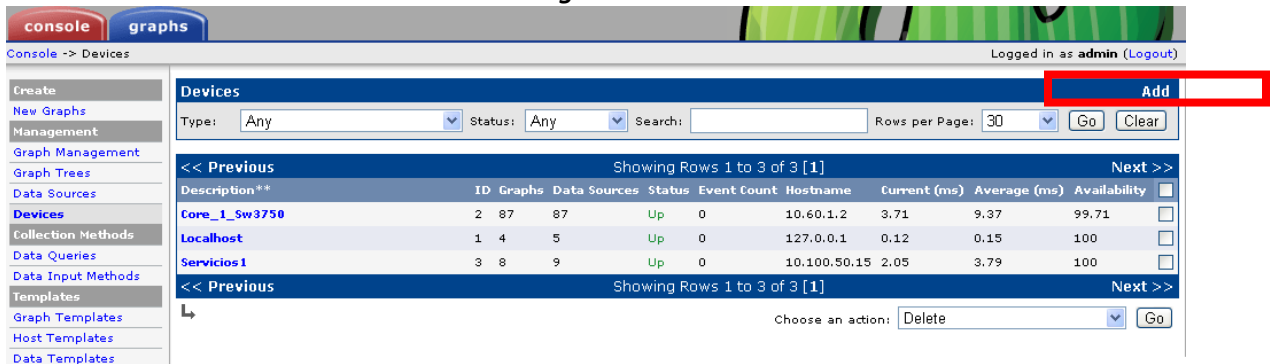 console graphs
Console -> Devices Logged in as admin (Logout)
Create
New Graphs
Management
Graph Management
Graph Trees
Data Sources
Devices
Collection Methods
Data Queries
Data Input Methods
Templates
Graph Templates
Host Templates
Data Templates
Devices Add
Type: Any Status: Any Search: Rows per Page: 30 Go Clear
<< Previous Showing Rows 1 to 3 of 3 [1] Next >>
Description** ID Graphs Data Sources Status Event Count Hostname Current (ms) Average (ms) Availability
Core_1_Sw3750 2 87 87 Up 0 10.60.1.2 3.71 9.37 99.71
Localhost 1 4 5 Up 0 127.0.0.1 0.12 0.15 100
Servicios1 3 8 9 Up 0 10.100.50.15 2.05 3.79 100
<< Previous Showing Rows 1 to 3 of 3 [1] Next >>
Choose an action: Delete Go